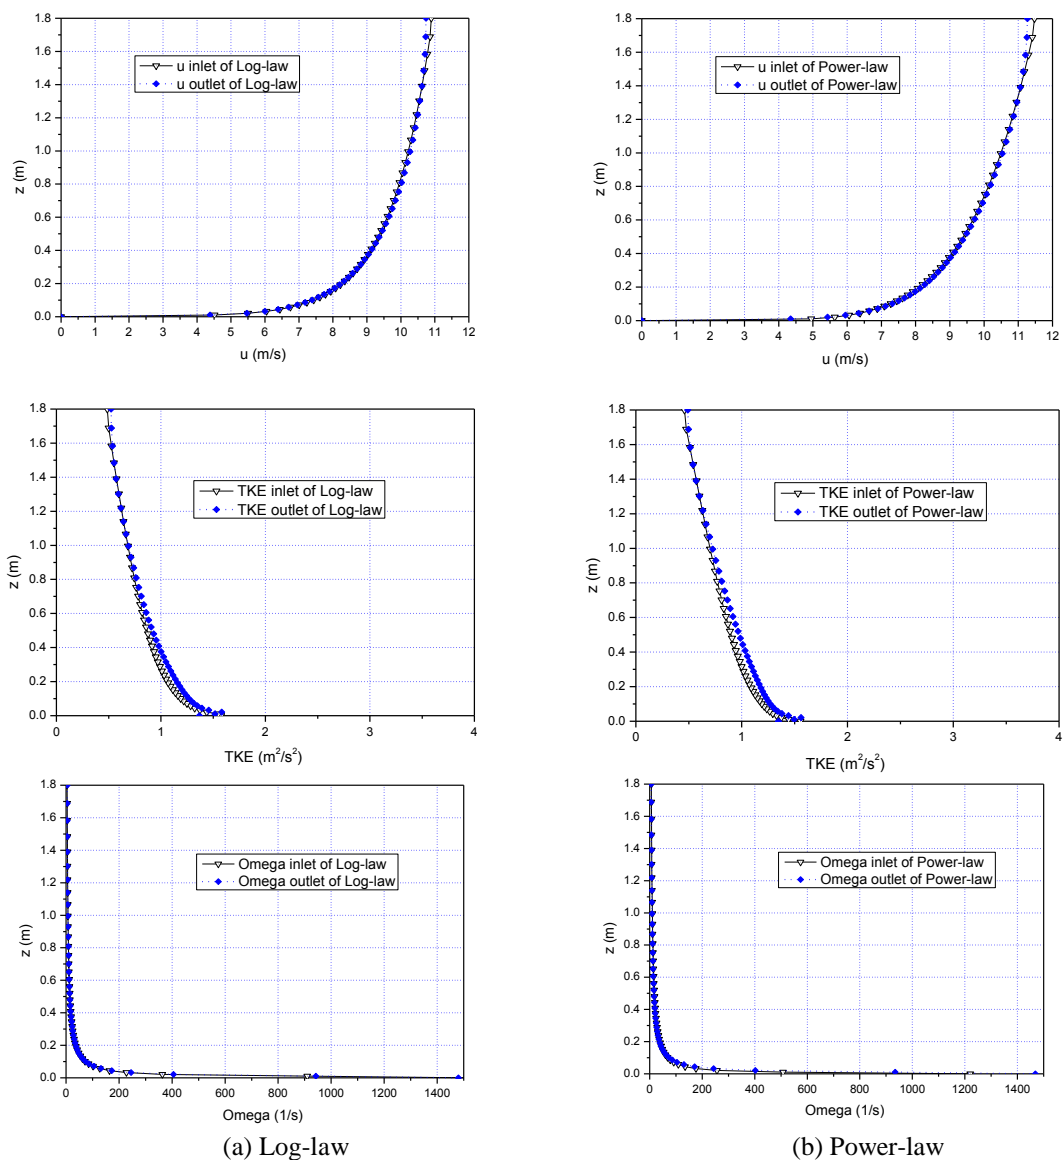 1.8
1.6
1.4
1.2
1.0
0.8
0.6
0.4
0.2
0.0
z (m)
u inlet of Log-law
u outlet of Log-law
0 1 2 3 4 5 6 7 8 9 10 11 12
u (m/s)
1.8
1.6
1.4
1.2
1.0
0.8
0.6
0.4
0.2
0.0
z (m)
u inlet of Power-law
u outlet of Power-law
0 1 2 3 4 5 6 7 8 9 10 11 12
u (m/s)
1.8
1.6
1.4
1.2
1.0
0.8
0.6
0.4
0.2
0.0
z (m)
TKE inlet of Log-law
TKE outlet of Log-law
0 1 2 3 4
TKE (m²/s²)
1.8
1.6
1.4
1.2
1.0
0.8
0.6
0.4
0.2
0.0
z (m)
TKE inlet of Power-law
TKE outlet of Power-law
0 1 2 3 4
TKE (m²/s²)
1.8
1.6
1.4
1.2
1.0
0.8
0.6
0.4
0.2
0.0
z (m)
Omega inlet of Log-law
Omega outlet of Log-law
0 200 400 600 800 1000 1200 1400
Omega (1/s)
1.8
1.6
1.4
1.2
1.0
0.8
0.6
0.4
0.2
0.0
z (m)
Omega inlet of Power-law
Omega outlet of Power-law
0 200 400 600 800 1000 1200 1400
Omega (1/s)
(a) Log-law
(b) Power-law